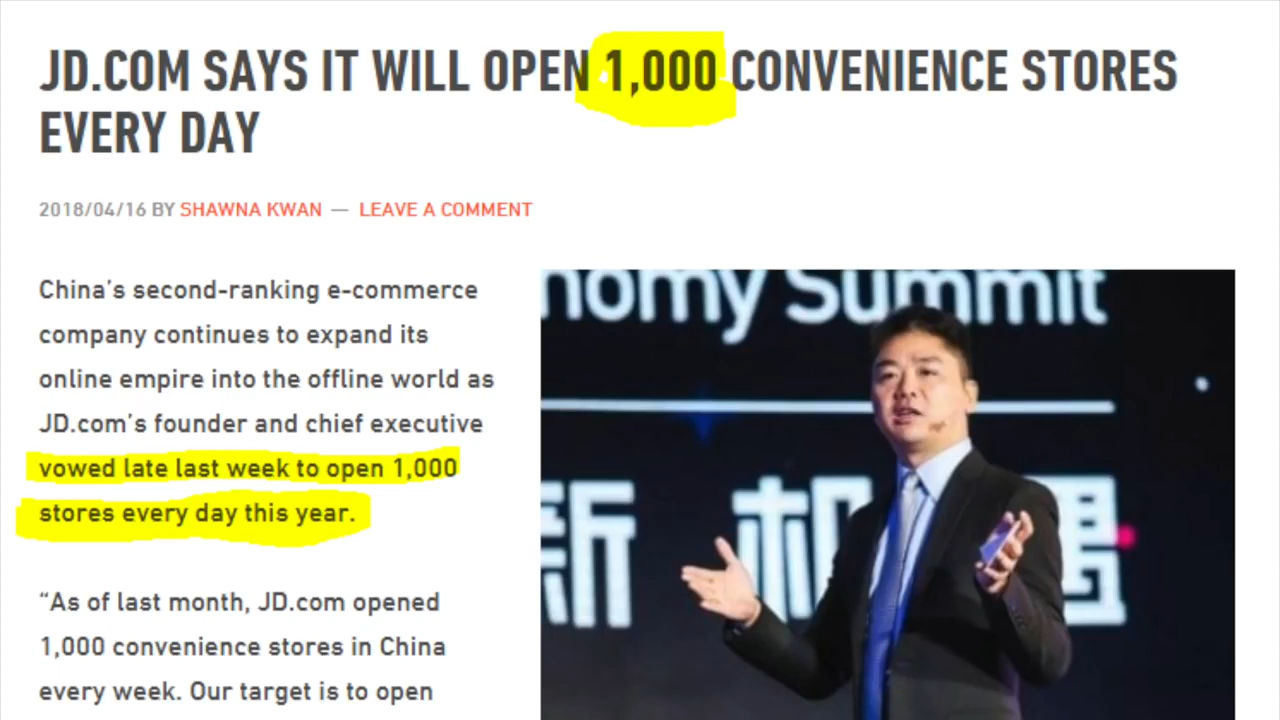 JD.COM SAYS IT WILL OPEN 1,000 CONVENIENCE STORES
EVERY DAY
2018/04/16 BY SHAWNA KWAN — LEAVE A COMMENT
China’s second-ranking e-commerce
company continues to expand its
online empire into the offline world as
JD.com’s founder and chief executive
vowed late last week to open 1,000
stores every day this year.
“As of last month, JD.com opened
1,000 convenience stores in China
every week. Our target is to open
nomy Summit
新 机